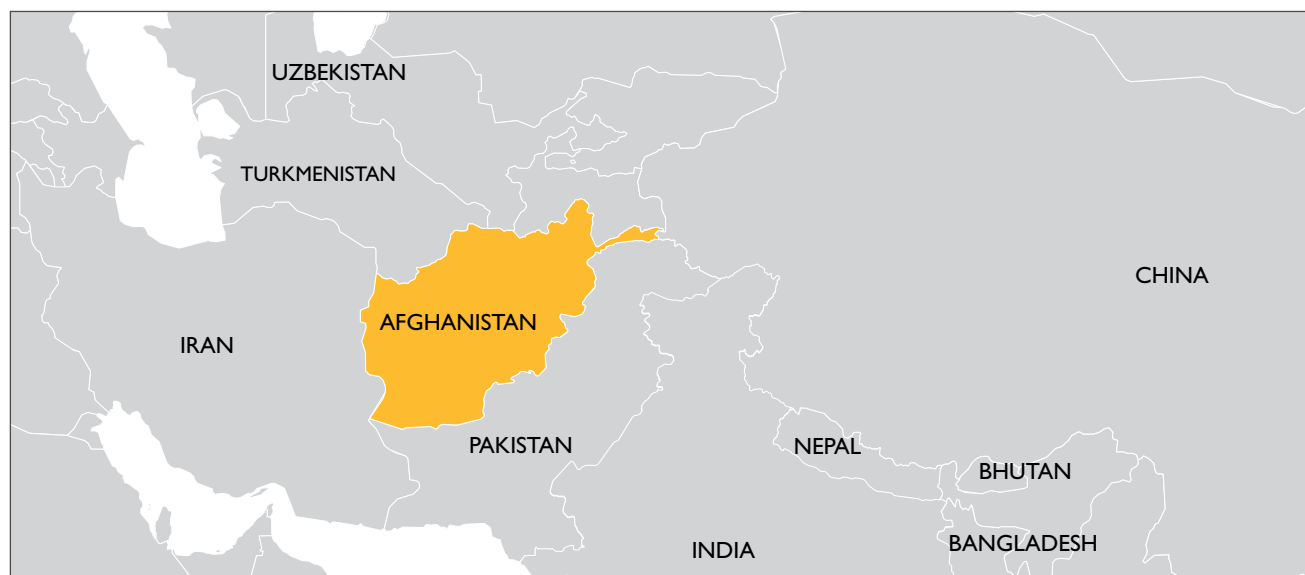 UZBEKISTAN
TURKMENISTAN
CHINA
AFGHANISTAN
IRAN
PAKISTAN
NEPAL
BHUTAN
INDIA
BANGLADESH